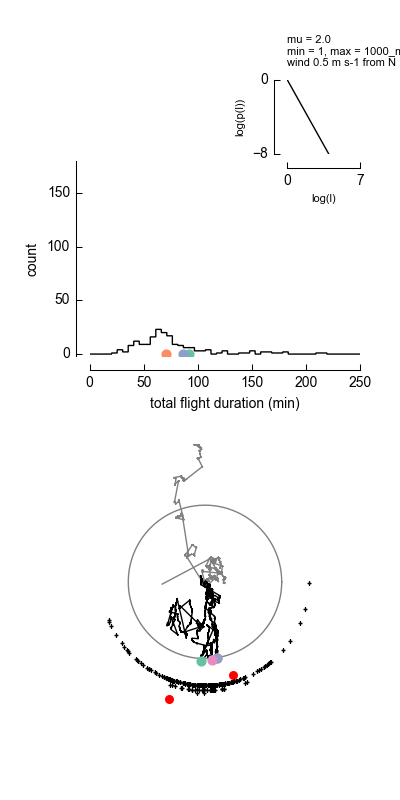 mu = 2.0
min = 1, max = 1000_m
wind 0.5 m s-1 from N
0
log(p(l))
−8
0 7
log(l)
150
count
100
50
0
0 50 100 150 200 250
total flight duration (min)